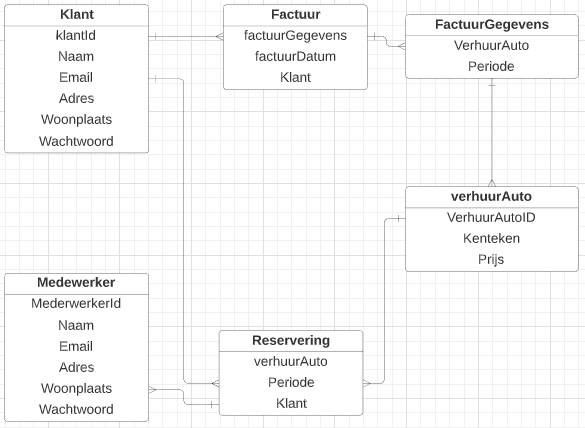 Klant
klantId
Naam
Email
Adres
Woonplaats
Wachtwoord
Factuur
factuurGegevens
factuurDatum
Klant
FactuurGegevens
VerhuurAuto
Periode
verhuurAuto
VerhuurAutoID
Kenteken
Prijs
Medewerker
MederwerkerId
Naam
Email
Adres
Woonplaats
Wachtwoord
Reservering
verhuurAuto
Periode
Klant